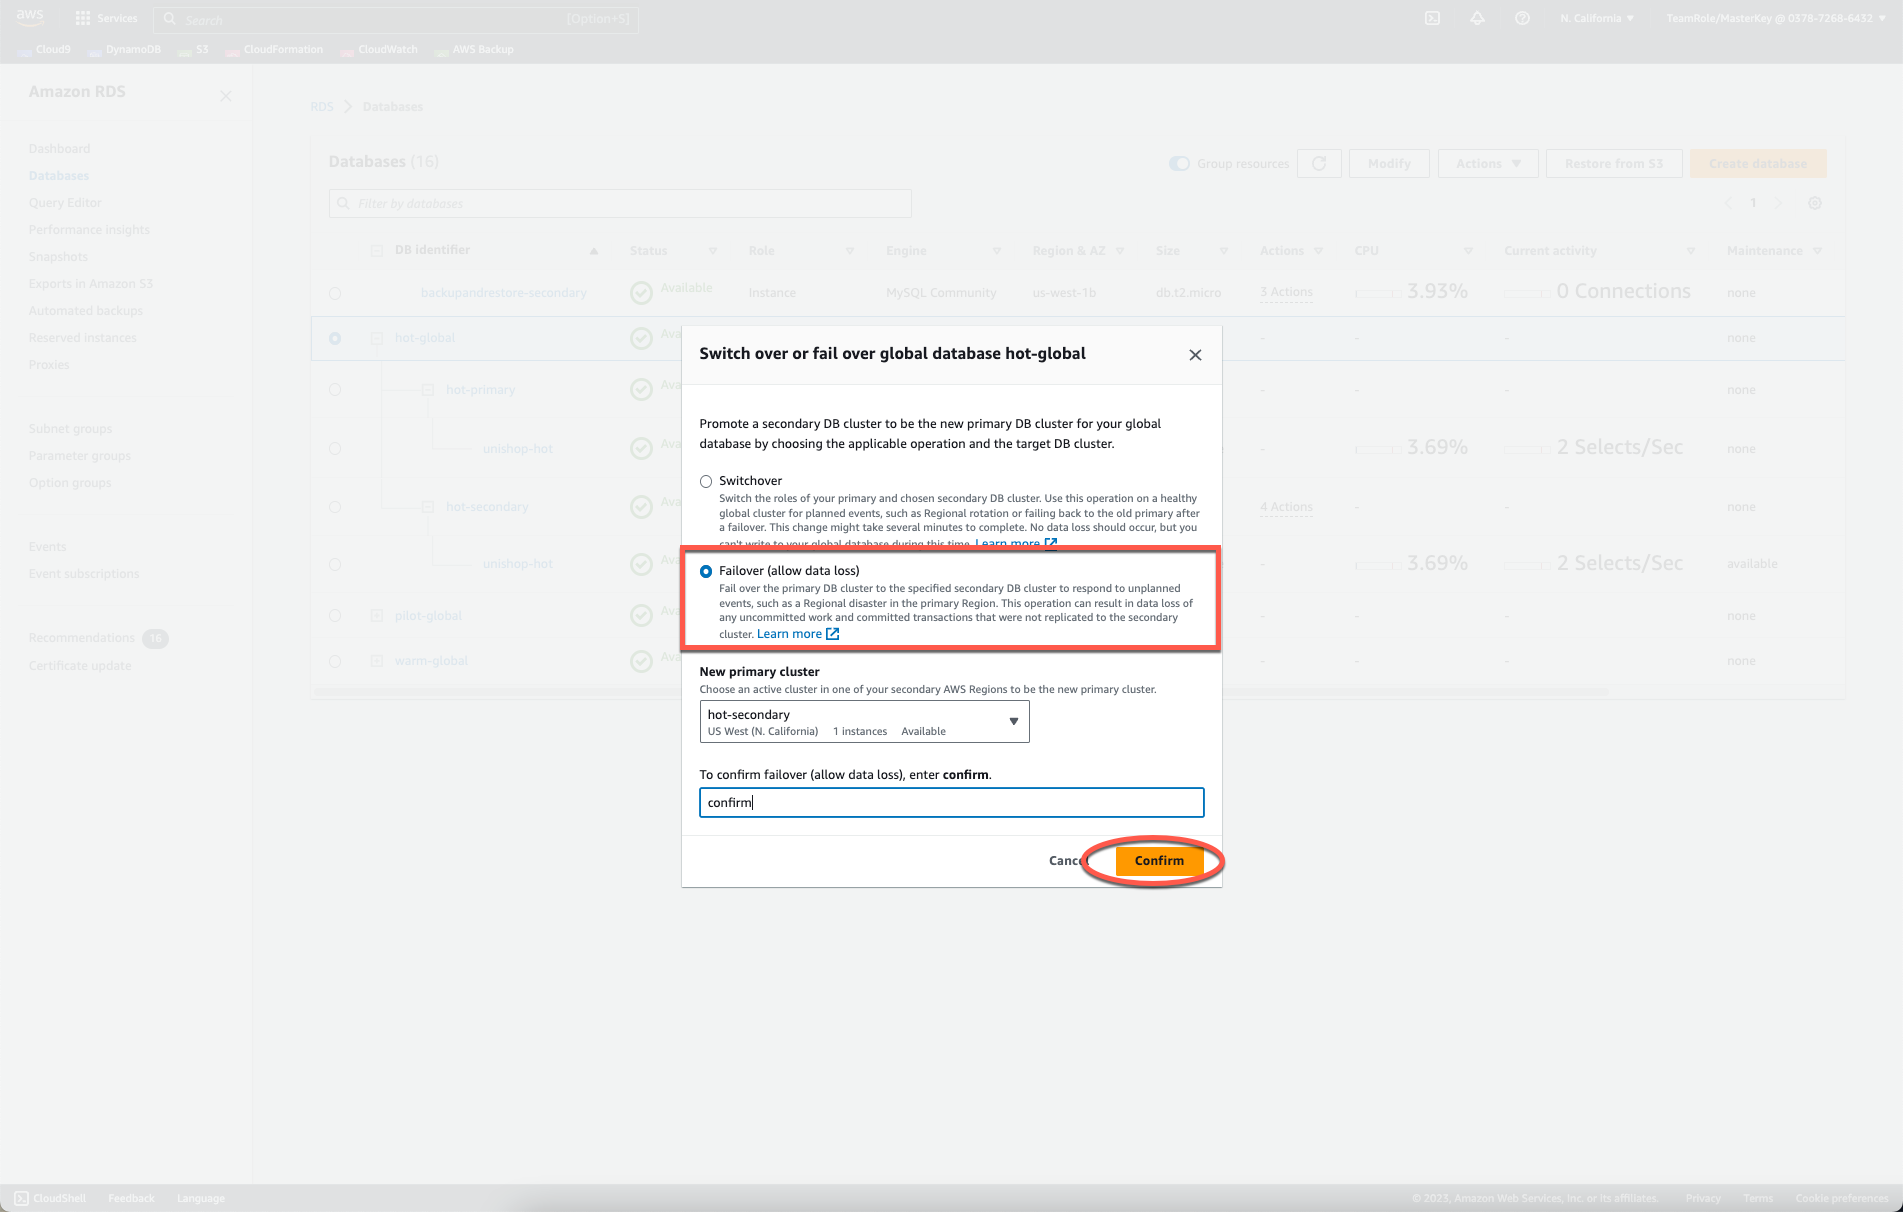 aws
Services
Search
[Option+S]
N. California
TeamRole/MasterKey @ 0378-7268-6432
Cloud9
DynamoDB
S3
CloudFormation
CloudWatch
AWS Backup
Amazon RDS
Dashboard
Databases
Query Editor
Performance insights
Snapshots
Exports in Amazon S3
Automated backups
Reserved instances
Proxies
Subnet groups
Parameter groups
Option groups
Events
Event subscriptions
Recommendations 16
Certificate update
RDS > Databases
Databases (16)
Group resources
Modify
Actions
Restore from S3
Create database
Filter by databases
1
DB identifier Status Role Engine Region & AZ Size Actions CPU Current activity Maintenance
backupandrestore-secondary Available Instance MySQL Community us-west-1b db.t2.micro 3 Actions 3.93% 0 Connections none
hot-global - - - none
hot-primary - - - none
unishop-hot - 3.69% 2 Selects/Sec none
hot-secondary 4 Actions - - none
unishop-hot - 3.69% 2 Selects/Sec available
pilot-global - - - none
warm-global - - - none
Switch over or fail over global database hot-global
Promote a secondary DB cluster to be the new primary DB cluster for your global
database by choosing the applicable operation and the target DB cluster.
Switchover
Switch the roles of your primary and chosen secondary DB cluster. Use this operation on a healthy
global cluster for planned events, such as Regional rotation or failing back to the old primary after
a failover. This change might take several minutes to complete. No data loss should occur, but you
can't write to your global database during this time. Learn more
Failover (allow data loss)
Fail over the primary DB cluster to the specified secondary DB cluster to respond to unplanned
events, such as a Regional disaster in the primary Region. This operation can result in data loss of
any uncommitted work and committed transactions that were not replicated to the secondary
cluster. Learn more
New primary cluster
Choose an active cluster in one of your secondary AWS Regions to be the new primary cluster.
hot-secondary
US West (N. California) 1 instances Available
To confirm failover (allow data loss), enter confirm.
confirm
Confirm
CloudShell
Feedback
Language
© 2023, Amazon Web Services, Inc. or its affiliates.
Privacy
Terms
Cookie preferences